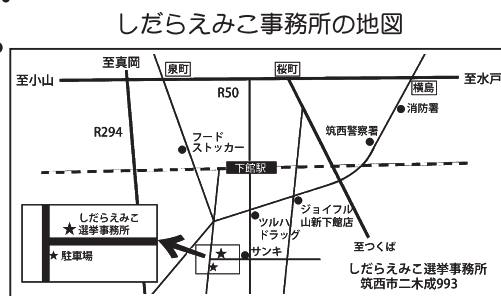 しだらえみこ事務所の地図
至真岡
泉町
桜町
至小山
至水戸
R50
横島
消防署
R294
フード
ストッカー
筑西警察署
下館駅
しだらえみこ
★選挙事務所
★駐車場
ジョイフル
山新下館店
ツルハ
ドラッグ
サンキ
至つくば
しだらえみこ選挙事務所
筑西市二木成993